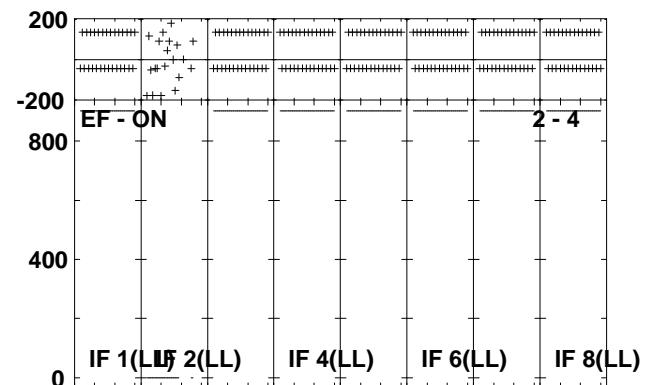 200
-200
EF - ON 2 - 4
800
400
IF 1(LL) IF 2(LL) IF 4(LL) IF 6(LL) IF 8(LL)
0